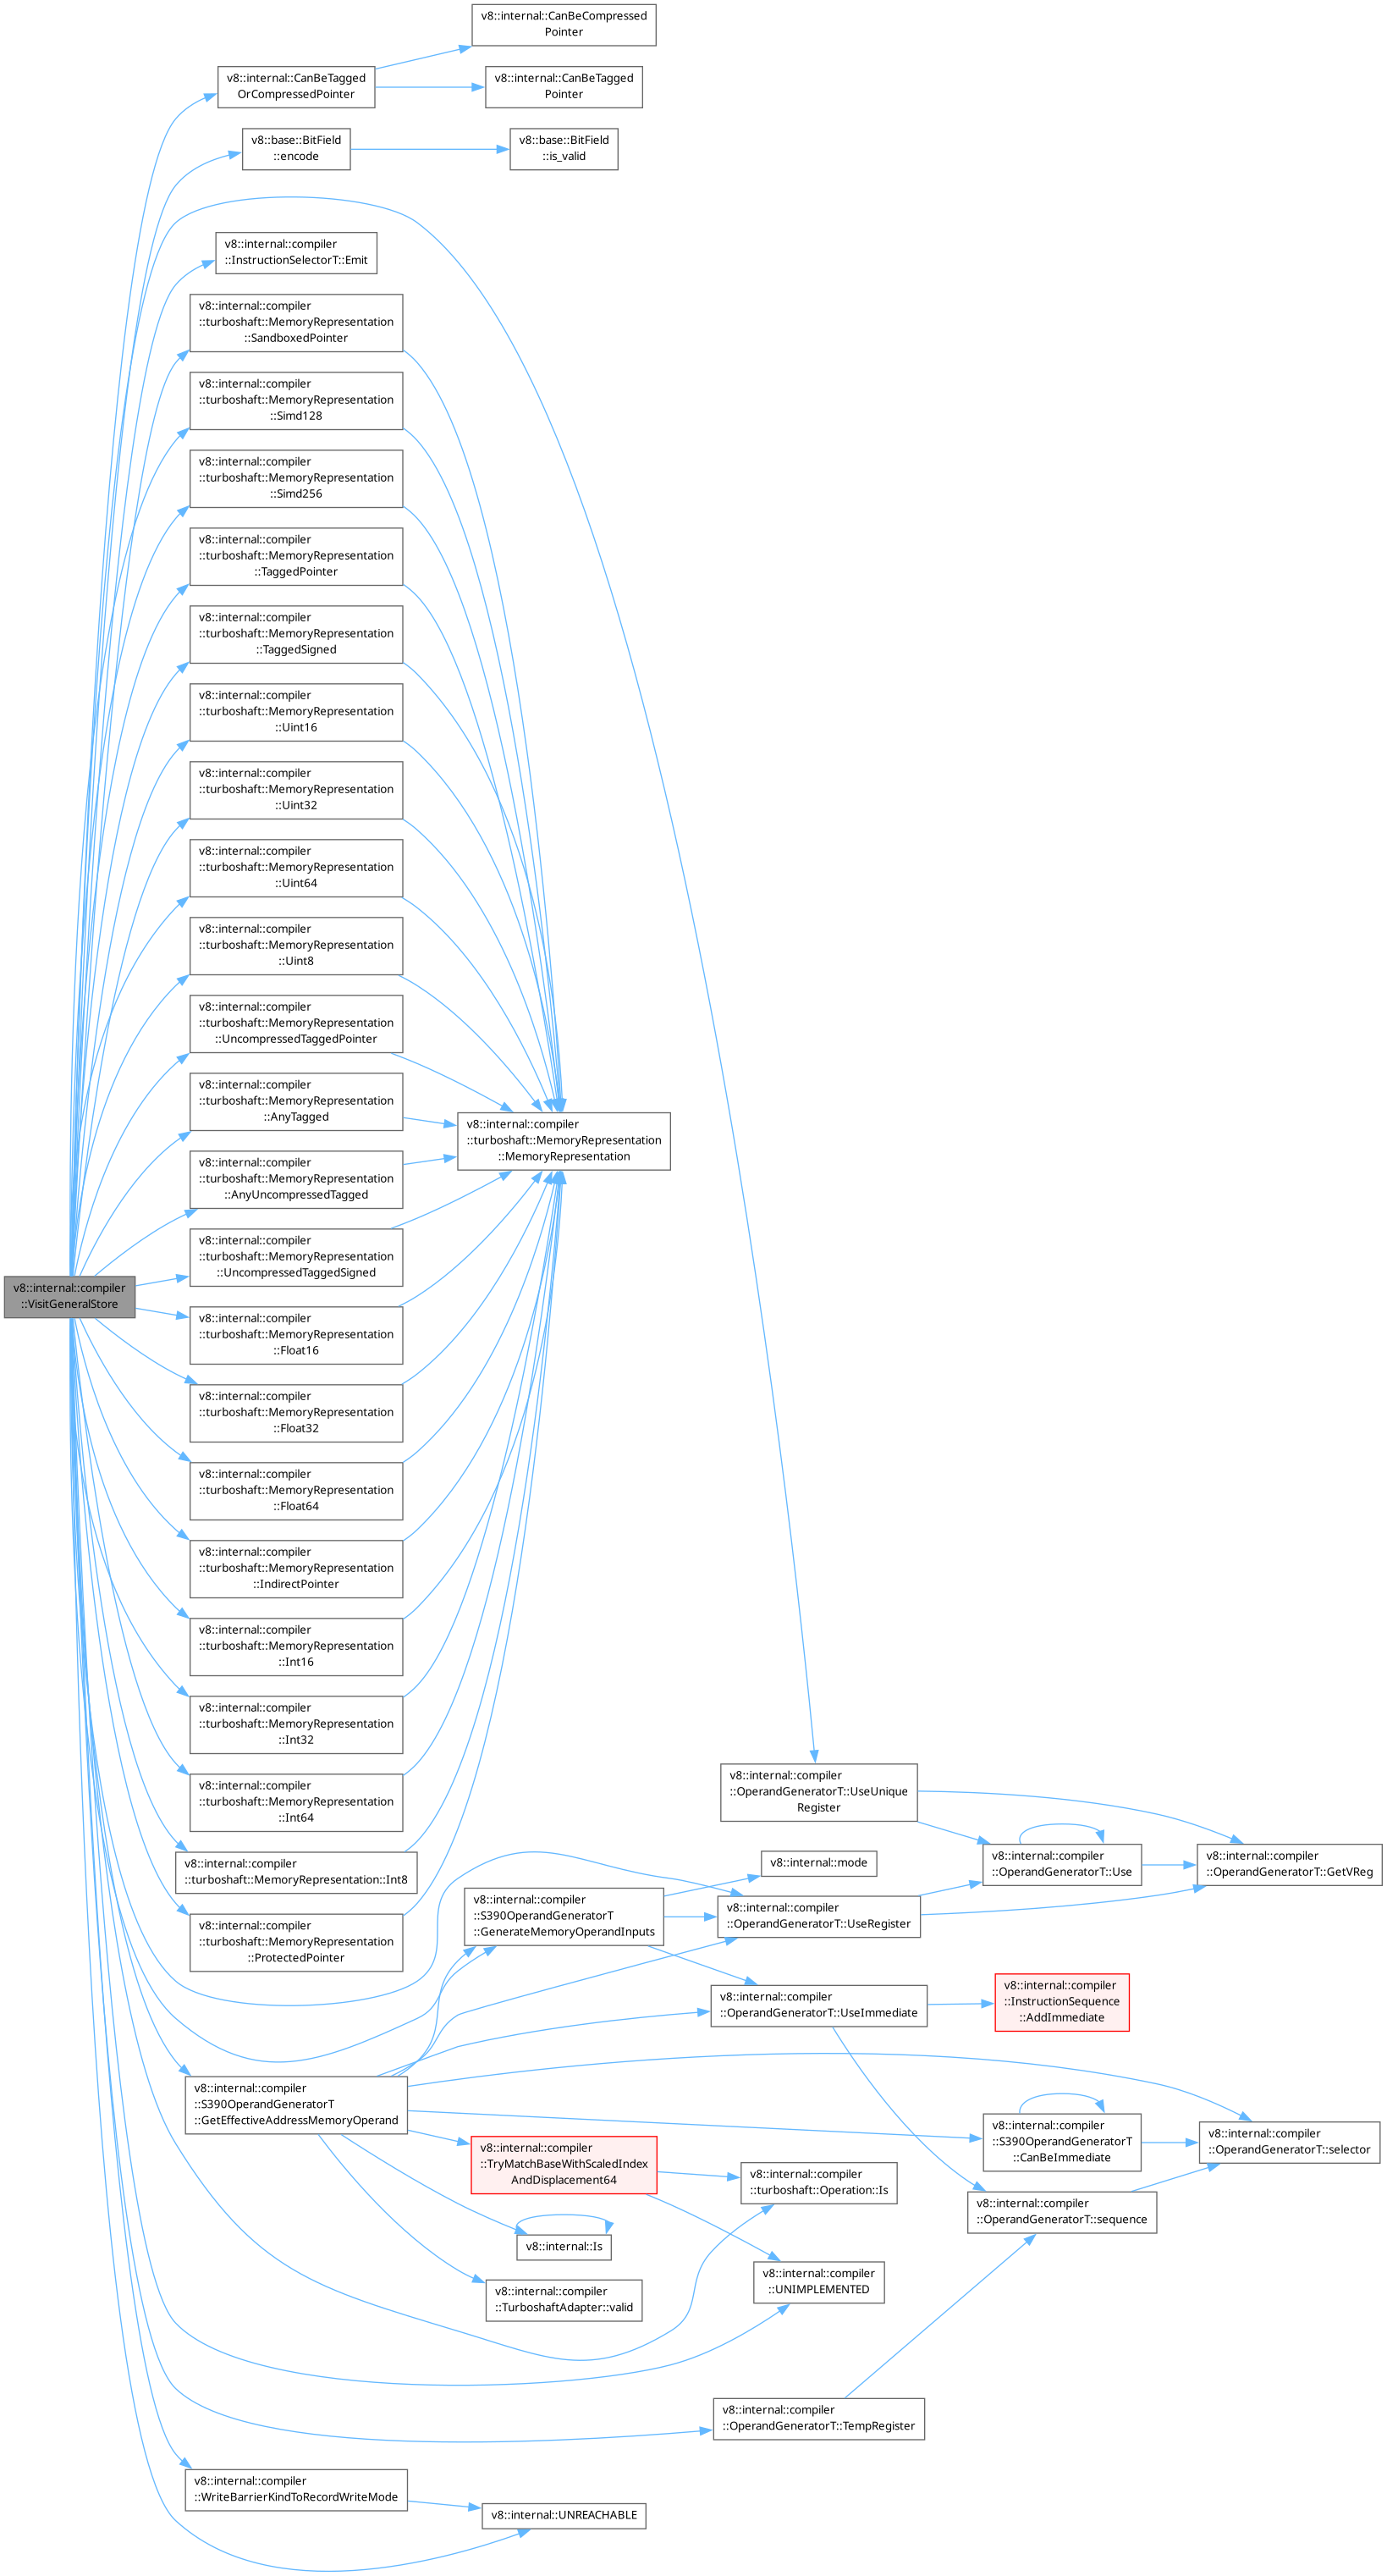 v8::internal::CanBeCompressed
Pointer
v8::internal::CanBeTagged
OrCompressedPointer
v8::internal::CanBeTagged
Pointer
v8::base::BitField
::encode
v8::base::BitField
::is_valid
v8::internal::compiler
::InstructionSelectorT::Emit
v8::internal::compiler
::turboshaft::MemoryRepresentation
::SandboxedPointer
v8::internal::compiler
::turboshaft::MemoryRepresentation
::Simd128
v8::internal::compiler
::turboshaft::MemoryRepresentation
::Simd256
v8::internal::compiler
::turboshaft::MemoryRepresentation
::TaggedPointer
v8::internal::compiler
::turboshaft::MemoryRepresentation
::TaggedSigned
v8::internal::compiler
::turboshaft::MemoryRepresentation
::Uint16
v8::internal::compiler
::turboshaft::MemoryRepresentation
::Uint32
v8::internal::compiler
::turboshaft::MemoryRepresentation
::Uint64
v8::internal::compiler
::turboshaft::MemoryRepresentation
::Uint8
v8::internal::compiler
::turboshaft::MemoryRepresentation
::UncompressedTaggedPointer
v8::internal::compiler
::turboshaft::MemoryRepresentation
::AnyTagged
v8::internal::compiler
::turboshaft::MemoryRepresentation
::MemoryRepresentation
v8::internal::compiler
::turboshaft::MemoryRepresentation
::AnyUncompressedTagged
v8::internal::compiler
::turboshaft::MemoryRepresentation
::UncompressedTaggedSigned
v8::internal::compiler
::VisitGeneralStore
v8::internal::compiler
::turboshaft::MemoryRepresentation
::Float16
v8::internal::compiler
::turboshaft::MemoryRepresentation
::Float32
v8::internal::compiler
::turboshaft::MemoryRepresentation
::Float64
v8::internal::compiler
::turboshaft::MemoryRepresentation
::IndirectPointer
v8::internal::compiler
::turboshaft::MemoryRepresentation
::Int16
v8::internal::compiler
::turboshaft::MemoryRepresentation
::Int32
v8::internal::compiler
::turboshaft::MemoryRepresentation
::Int64
v8::internal::compiler
::OperandGeneratorT::UseUnique
Register
v8::internal::compiler
::turboshaft::MemoryRepresentation::Int8
v8::internal::mode
v8::internal::compiler
::OperandGeneratorT::Use
v8::internal::compiler
::OperandGeneratorT::GetVReg
v8::internal::compiler
::S390OperandGeneratorT
::GenerateMemoryOperandInputs
v8::internal::compiler
::OperandGeneratorT::UseRegister
v8::internal::compiler
::turboshaft::MemoryRepresentation
::ProtectedPointer
v8::internal::compiler
::OperandGeneratorT::UseImmediate
v8::internal::compiler
::InstructionSequence
::AddImmediate
v8::internal::compiler
::S390OperandGeneratorT
::GetEffectiveAddressMemoryOperand
v8::internal::compiler
::S390OperandGeneratorT
::CanBeImmediate
v8::internal::compiler
::OperandGeneratorT::selector
v8::internal::compiler
::TryMatchBaseWithScaledIndex
AndDisplacement64
v8::internal::compiler
::turboshaft::Operation::Is
v8::internal::compiler
::OperandGeneratorT::sequence
v8::internal::Is
v8::internal::compiler
::UNIMPLEMENTED
v8::internal::compiler
::TurboshaftAdapter::valid
v8::internal::compiler
::OperandGeneratorT::TempRegister
v8::internal::compiler
::WriteBarrierKindToRecordWriteMode
v8::internal::UNREACHABLE